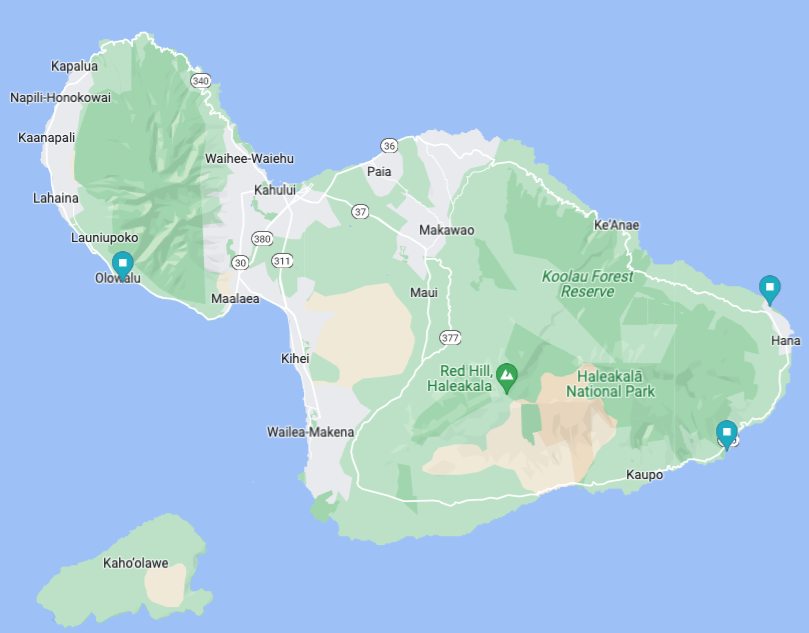 Kapalua
340
Napili-Honokowai
Kaanapali
36
Waihee-Waiehu
Paia
Kahului
Lahaina
37
Ke'Anae
Makawao
Launiupoko
380
30
311
Koolau Forest
Reserve
Olowalu
Maui
Maalaea
377
Hana
Kihei
Red Hill,
Haleakala
Haleakalā
National Park
Wailea-Makena
Kaupo
Kaho'olawe